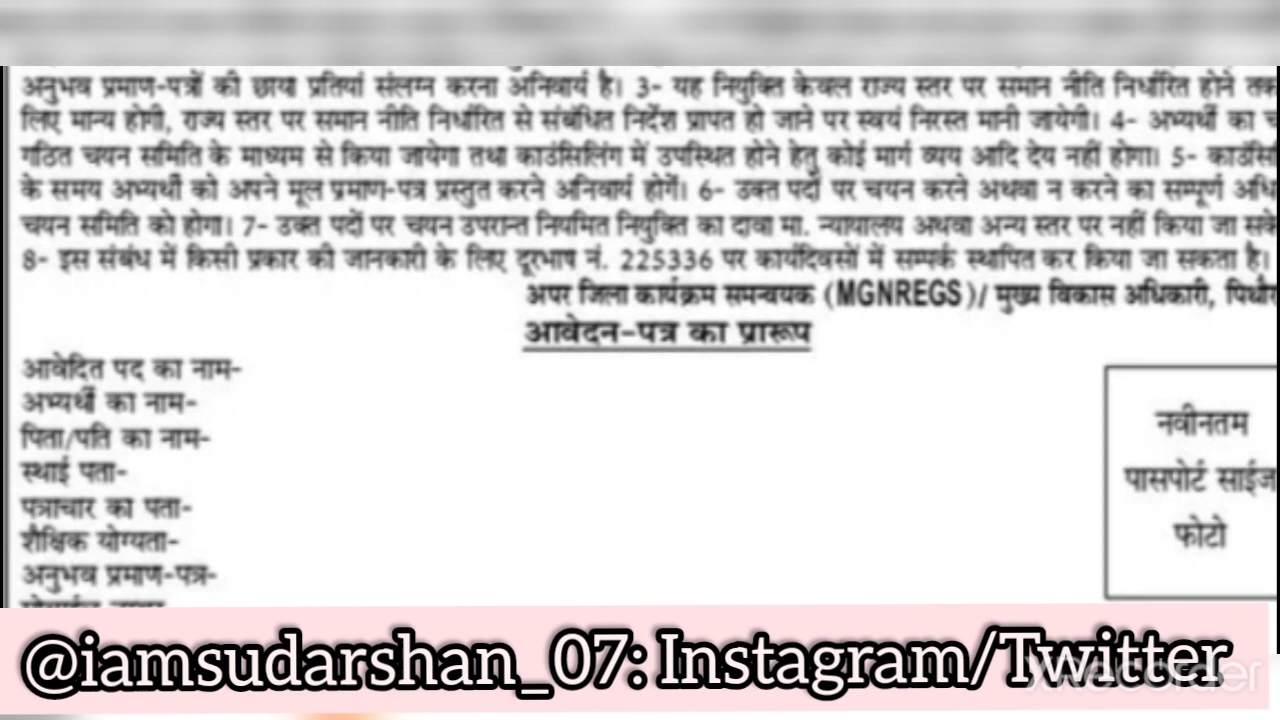 अनुभव प्रमाण-पत्रों की छाया प्रतियां संलग्न करना अनिवार्य है। 3- यह नियुक्ति केवल राज्य स्तर पर समान नीति निर्धारित होने तक
लिए मान्य होगी, राज्य स्तर पर समान नीति निर्धारित से संबंधित निर्देश प्रापत हो जाने पर स्वयं निरस्त मानी जायेगी। 4- अभ्यर्थी का
गठित चयन समिति के माध्यम से किया जायेगा तथा काउंसिलिंग में उपस्थित होने हेतु कोई मार्ग व्यय आदि देय नहीं होगा। 5-
के समय अभ्यर्थी को अपने मूल प्रमाण-पत्र प्रस्तुत करने अनिवार्य होगें। 6- उक्त पदों पर चयन करने अथवा न करने का सम्पूर्ण
चयन समिति को होगा। 7- उक्त पदों पर चयन उपरान्त नियमित नियुक्ति का दावा मा. न्यायालय अथवा अन्य स्तर पर नहीं किया जा
8- इस संबंध में किसी प्रकार की जानकारी के लिए दूरभाष नं. 225336 पर कार्यदिवसों में सम्पर्क स्थापित कर किया जा सकता है।
अपर जिला कार्यक्रम समन्वयक (MGNREGS)/ मुख्य विकास अधिकारी,
आवेदन-पत्र का प्रारूप
आवेदित पद का नाम-
अभ्यर्थी का नाम-
पिता/पति का नाम-
स्थाई पता-
पत्राचार का पता-
शैक्षिक योग्यता-
अनुभव प्रमाण-पत्र-
नवीनतम
पासपोर्ट साईज
फोटो
@iamsudarshan_07: Instagram/Twitter
XRecorder